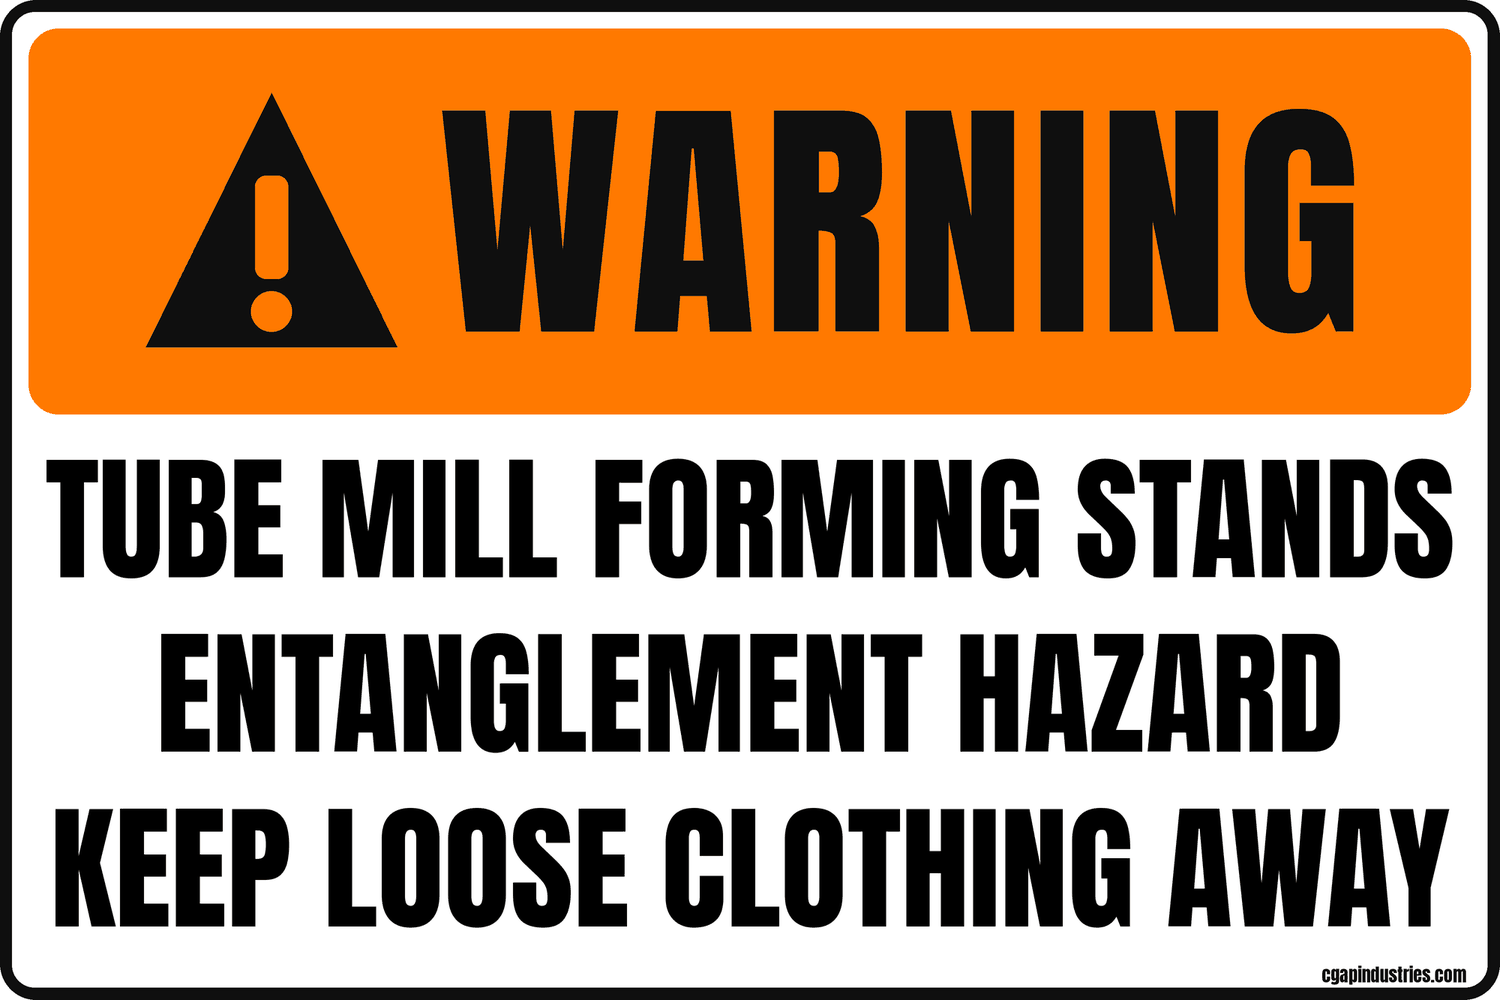 WARNING
TUBE MILL FORMING STANDS
ENTANGLEMENT HAZARD
KEEP LOOSE CLOTHING AWAY
cgapindustries.com